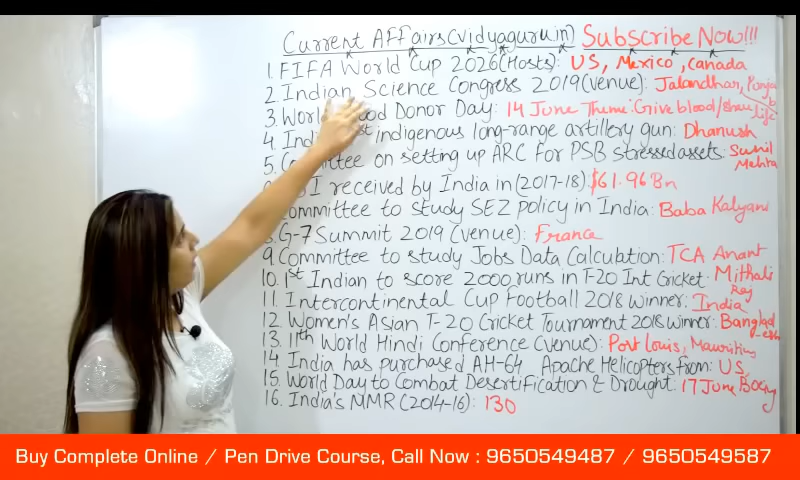 Current Affairs(vidyaguruin) Subscribe Now!!!
1. FIFA World Cup 2026(Hosts): US, Mexico, Canada
2. Indian Science Congress 2019(venue): Jalandhar, Punjab
3. World Donor Day: 14 June Theme: Give blood/share life
4. indigenous long-range artillery gun: Dhanush
5. Committee on setting up ARC for PSB stressed assets: Sunil Mehta
I received by India in (2017-18) $61.96 Bn
Committee to study SEZ policy in India: Baba Kalyani
8. G-7 Summit 2019 (venue): France
9. Committee to study Jobs Data Calculation: TCA Anant
10. 1st Indian to score 2000 runs in T-20 Int Cricket: Mithali Raj
11. Intercontinental Cup Football 2018 Winner: India
12. Women's Asian T-20 Cricket Tournament 2018 winner: Bangladesh
13. 11th World Hindi Conference (venue): Port Louis, Mauritius
14 India has purchased AH-64 Apache Helicopters from: US, Boeing
15. World Day to Combat Desertification & Drought: 17 June
16. India's MMR (2014-16): 130
Buy Complete Online / Pen Drive Course, Call Now : 9650549487 / 9650549587